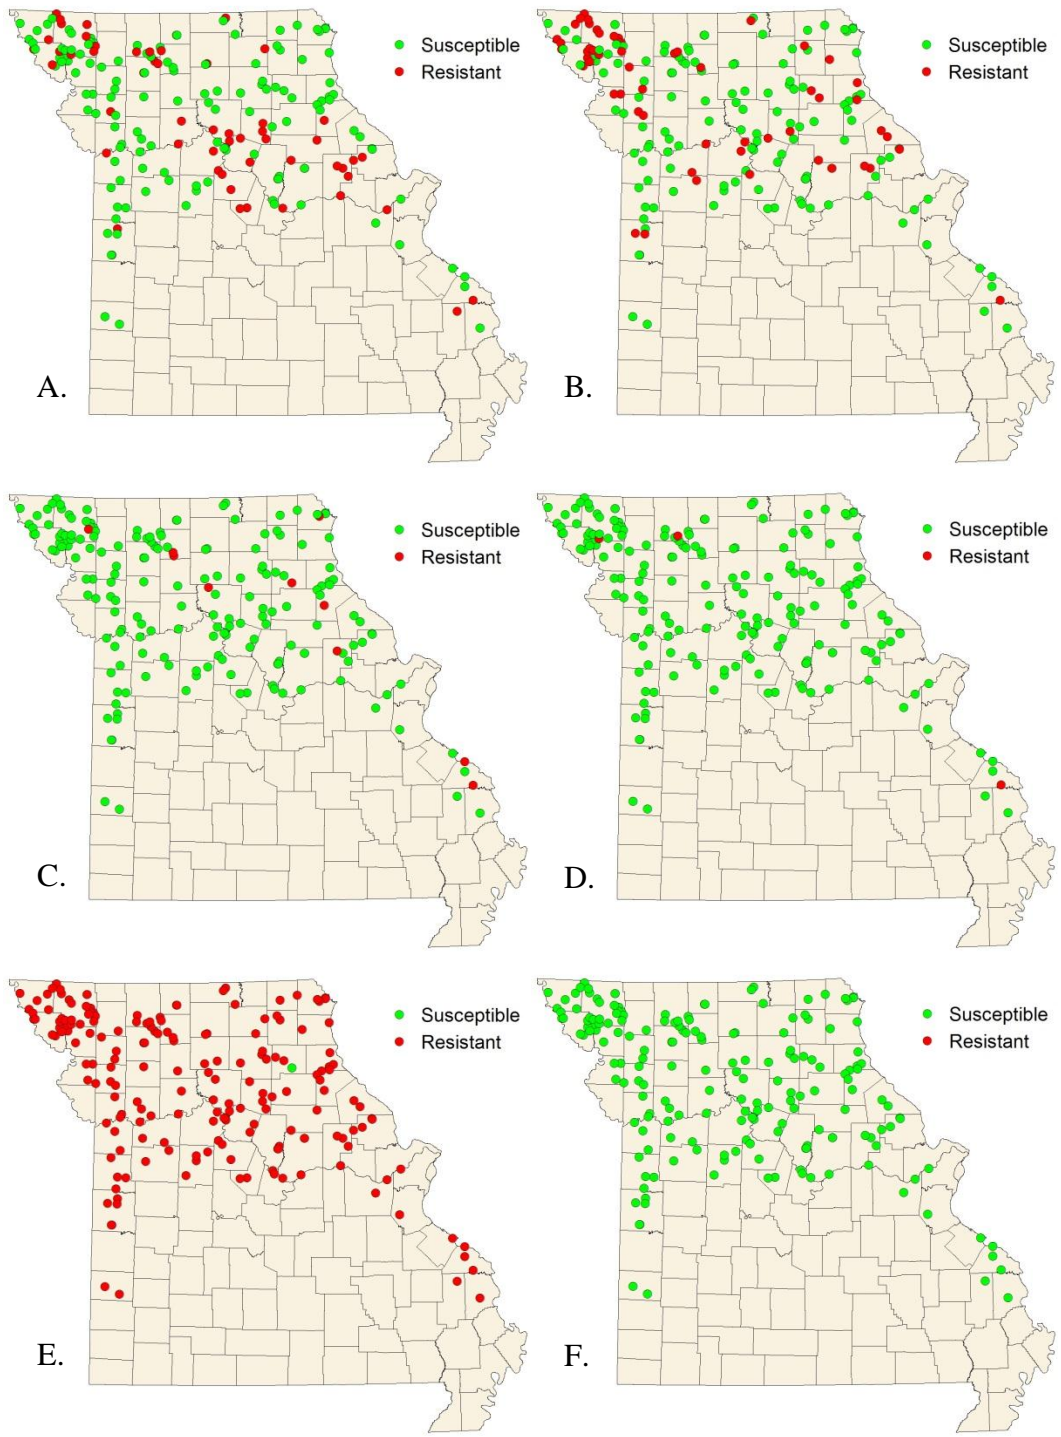 Susceptible
Resistant
A.
Susceptible
Resistant
B.
Susceptible
Resistant
C.
Susceptible
Resistant
D.
Susceptible
Resistant
E.
Susceptible
Resistant
F.